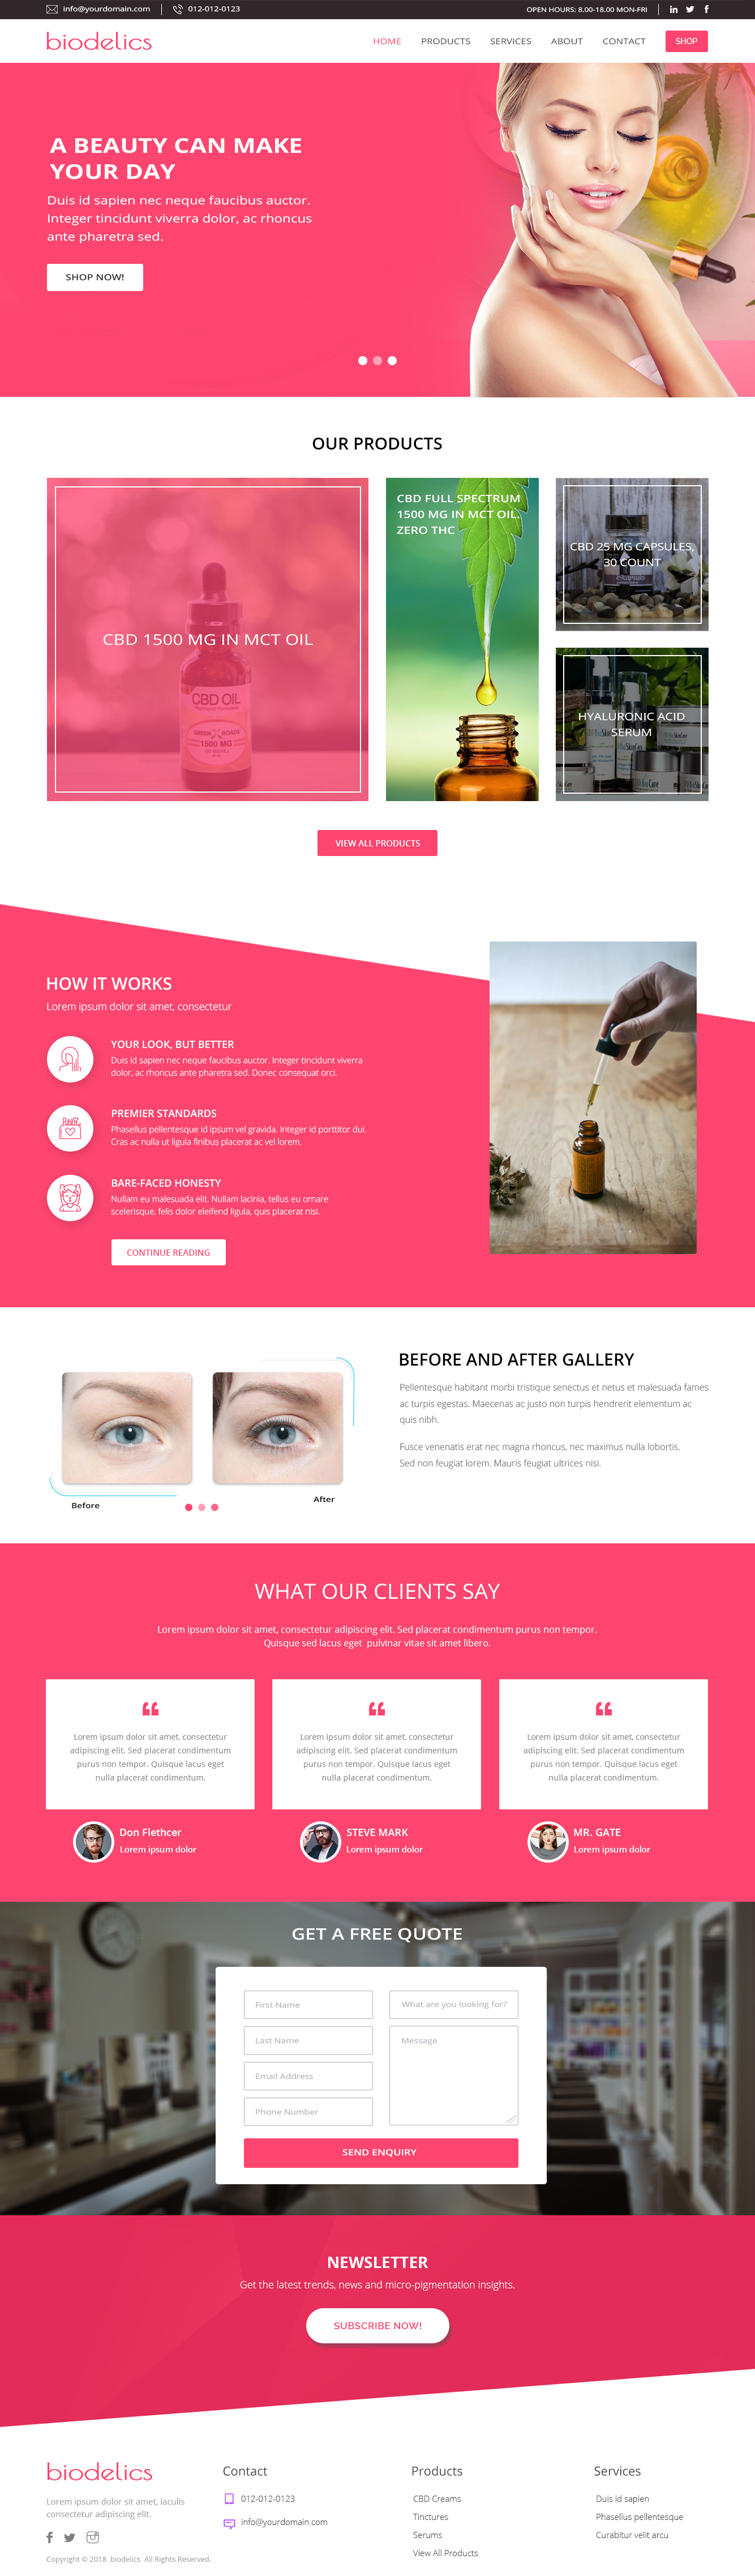 info@yourdomain.com
012-012-0123
OPEN HOURS: 8.00-18.00 MON-FRI
biodelics
HOME
PRODUCTS
SERVICES
ABOUT
CONTACT
SHOP
A BEAUTY CAN MAKE
YOUR DAY
Duis id sapien nec neque faucibus auctor.
Integer tincidunt viverra dolor, ac rhoncus
ante pharetra sed.
SHOP NOW!
OUR PRODUCTS
CBD 1500 MG IN MCT OIL
CBD OIL
GREEN ROADS
1500 MG
CBD FULL SPECTRUM
1500 MG IN MCT OIL.
ZERO THC
CBD 25 MG CAPSULES,
30 COUNT
HYALURONIC ACID
SERUM
VIEW ALL PRODUCTS
HOW IT WORKS
Lorem ipsum dolor sit amet, consectetur
YOUR LOOK, BUT BETTER
Duis id sapien nec neque faucibus auctor. Integer tincidunt viverra
dolor, ac rhoncus ante pharetra sed. Donec consequat orci.
PREMIER STANDARDS
Phasellus pellentesque id ipsum vel gravida. Integer id porttitor dui.
Cras ac nulla ut ligula finibus placerat ac vel lorem.
BARE-FACED HONESTY
Nullam eu malesuada elit. Nullam lacinia, tellus eu ornare
scelerisque, felis dolor eleifend ligula, quis placerat nisi.
CONTINUE READING
Before
After
BEFORE AND AFTER GALLERY
Pellentesque habitant morbi tristique senectus et netus et malesuada fames
ac turpis egestas. Maecenas ac justo non turpis hendrerit elementum ac
quis nibh.
Fusce venenatis erat nec magna rhoncus, nec maximus nulla lobortis.
Sed non feugiat lorem. Mauris feugiat ultrices nisi.
WHAT OUR CLIENTS SAY
Lorem ipsum dolor sit amet, consectetur adipiscing elit. Sed placerat condimentum purus non tempor.
Quisque sed lacus eget pulvinar vitae sit amet libero.
Lorem ipsum dolor sit amet, consectetur
adipiscing elit. Sed placerat condimentum
purus non tempor. Quisque lacus eget
nulla placerat condimentum.
Don Flethcer
Lorem ipsum dolor
Lorem ipsum dolor sit amet, consectetur
adipiscing elit. Sed placerat condimentum
purus non tempor. Quisque lacus eget
nulla placerat condimentum.
STEVE MARK
Lorem ipsum dolor
Lorem ipsum dolor sit amet, consectetur
adipiscing elit. Sed placerat condimentum
purus non tempor. Quisque lacus eget
nulla placerat condimentum.
MR. GATE
Lorem ipsum dolor
GET A FREE QUOTE
First Name
Last Name
Email Address
Phone Number
What are you looking for?
Message
SEND ENQUIRY
NEWSLETTER
Get the latest trends, news and micro-pigmentation insights.
SUBSCRIBE NOW!
biodelics
Lorem ipsum dolor sit amet, iaculis
consectetur adipiscing elit.
Copyright © 2018 biodelics All Rights Reserved.
Contact
012-012-0123
info@yourdomain.com
Products
CBD Creams
Tinctures
Serums
View All Products
Services
Duis id sapien
Phasellus pellentesque
Curabitur velit arcu